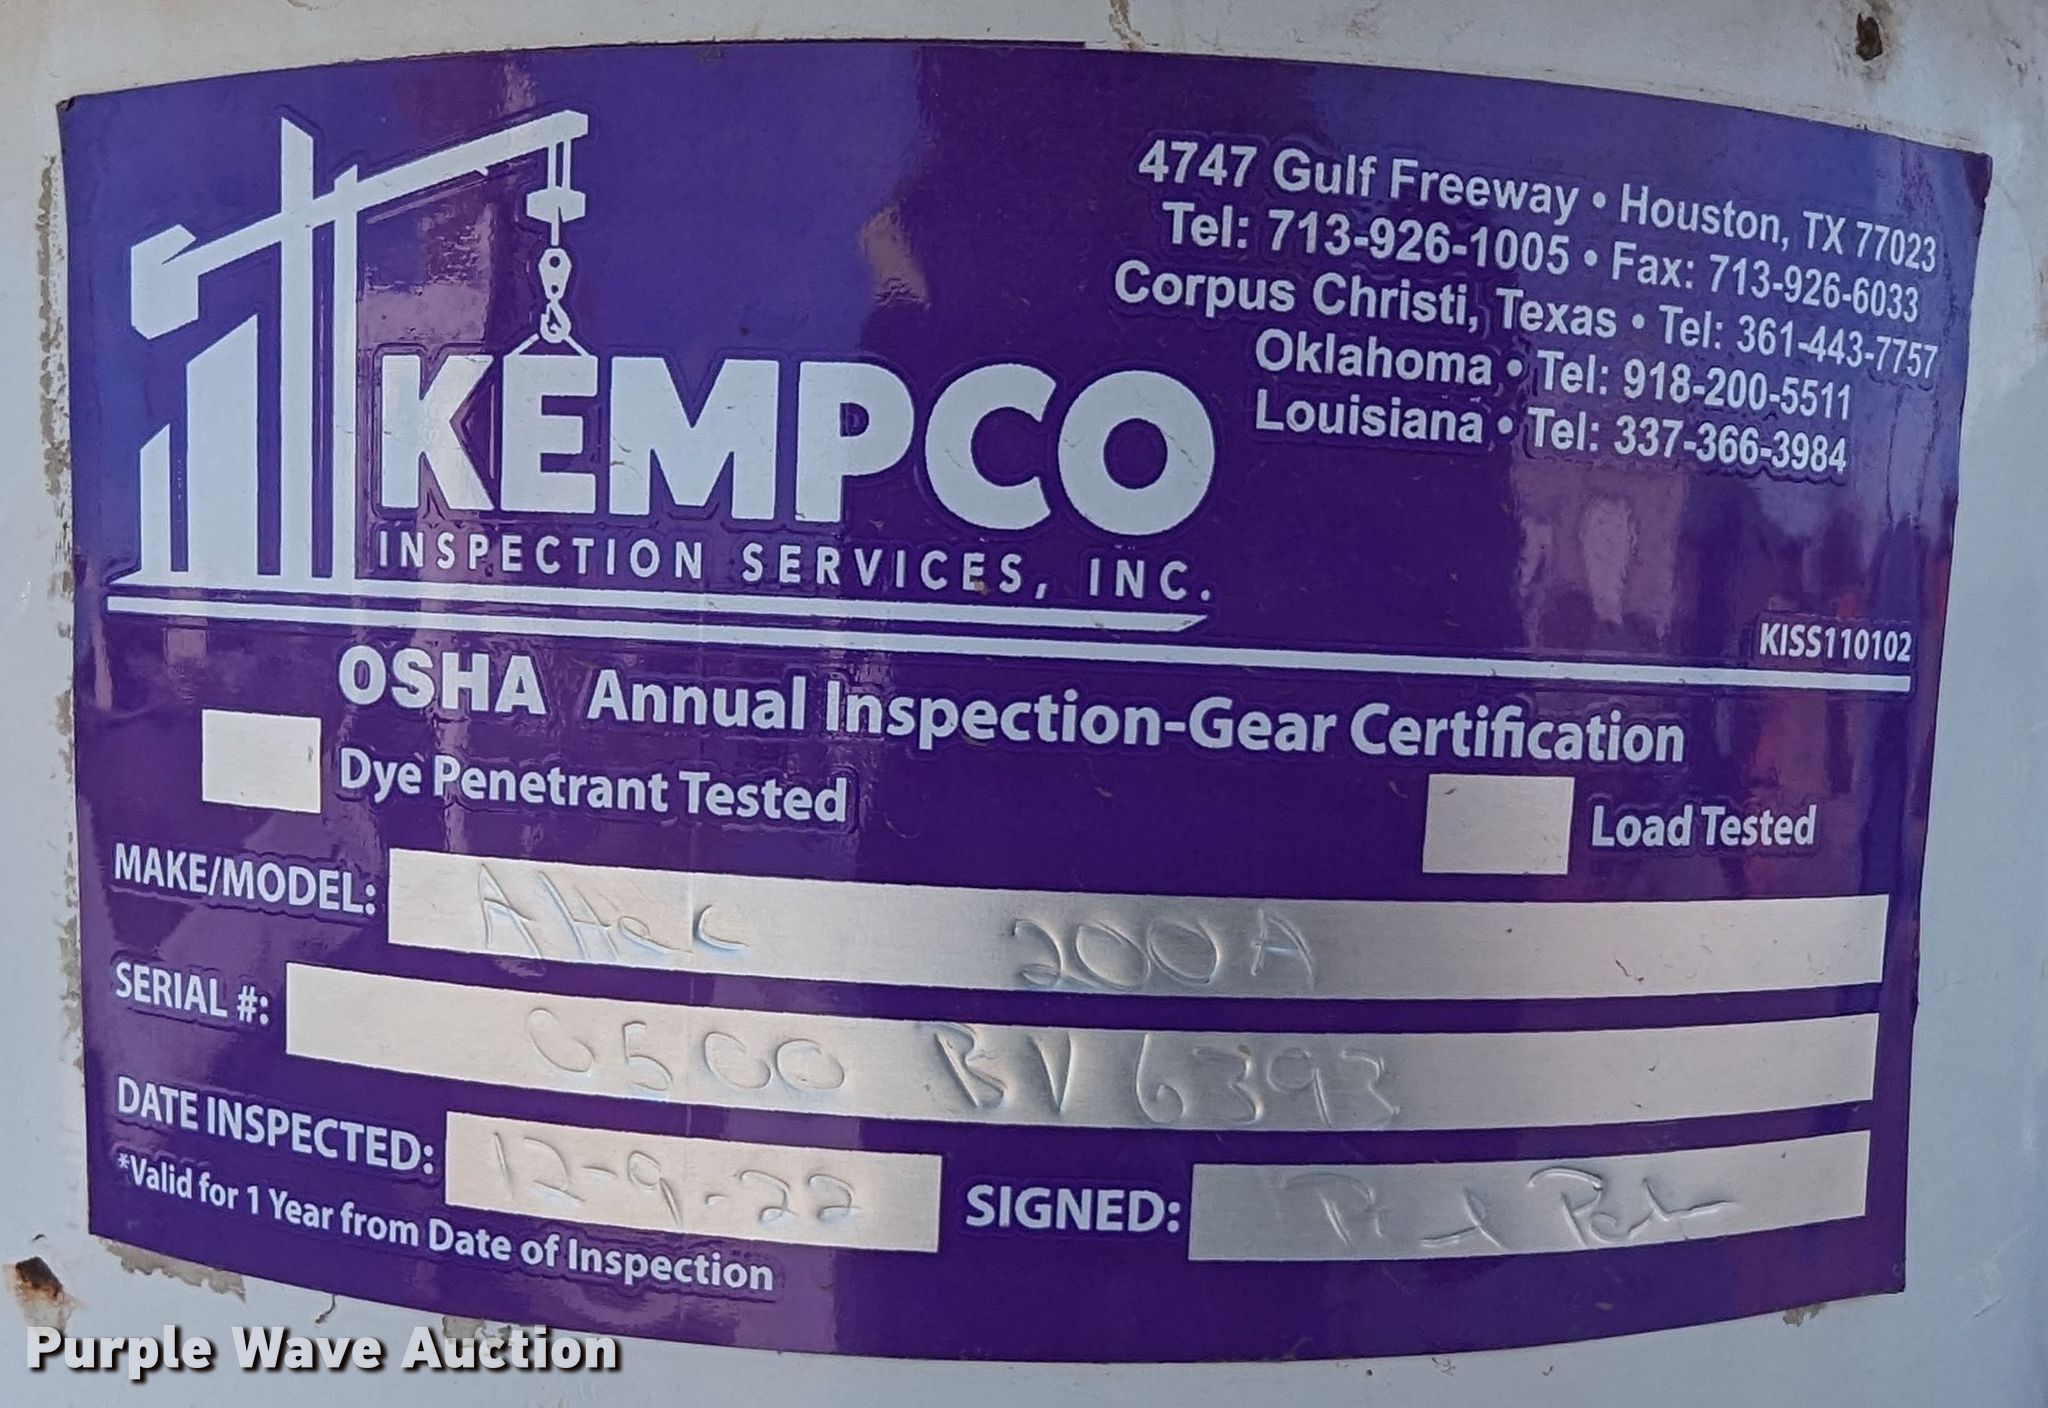 4747 Gulf Freeway • Houston, TX 77023
Tel: 713-926-1005 • Fax: 713-926-6033
Corpus Christi, Texas • Tel: 361-443-7757
Oklahoma • Tel: 918-200-5511
Louisiana • Tel: 337-366-3984
KEMPCO
INSPECTION SERVICES, INC.
KISS110102
OSHA Annual Inspection-Gear Certification
Dye Penetrant Tested
Load Tested
MAKE/MODEL: Altec 200A
SERIAL #: 0500 BV6393
DATE INSPECTED: 12-9-22
SIGNED:
*Valid for 1 Year from Date of Inspection
Purple Wave Auction